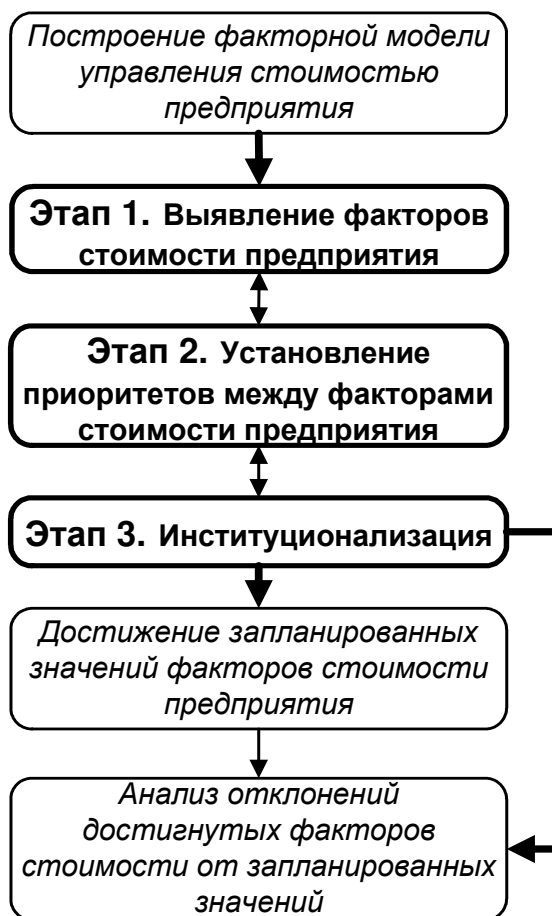 Построение факторной модели
управления стоимостью
предприятия
Этап 1. Выявление факторов
стоимости предприятия
Этап 2. Установление
приоритетов между факторами
стоимости предприятия
Этап 3. Институционализация
Достижение запланированных
значений факторов стоимости
предприятия
Анализ отклонений
достигнутых факторов
стоимости от запланированных
значений